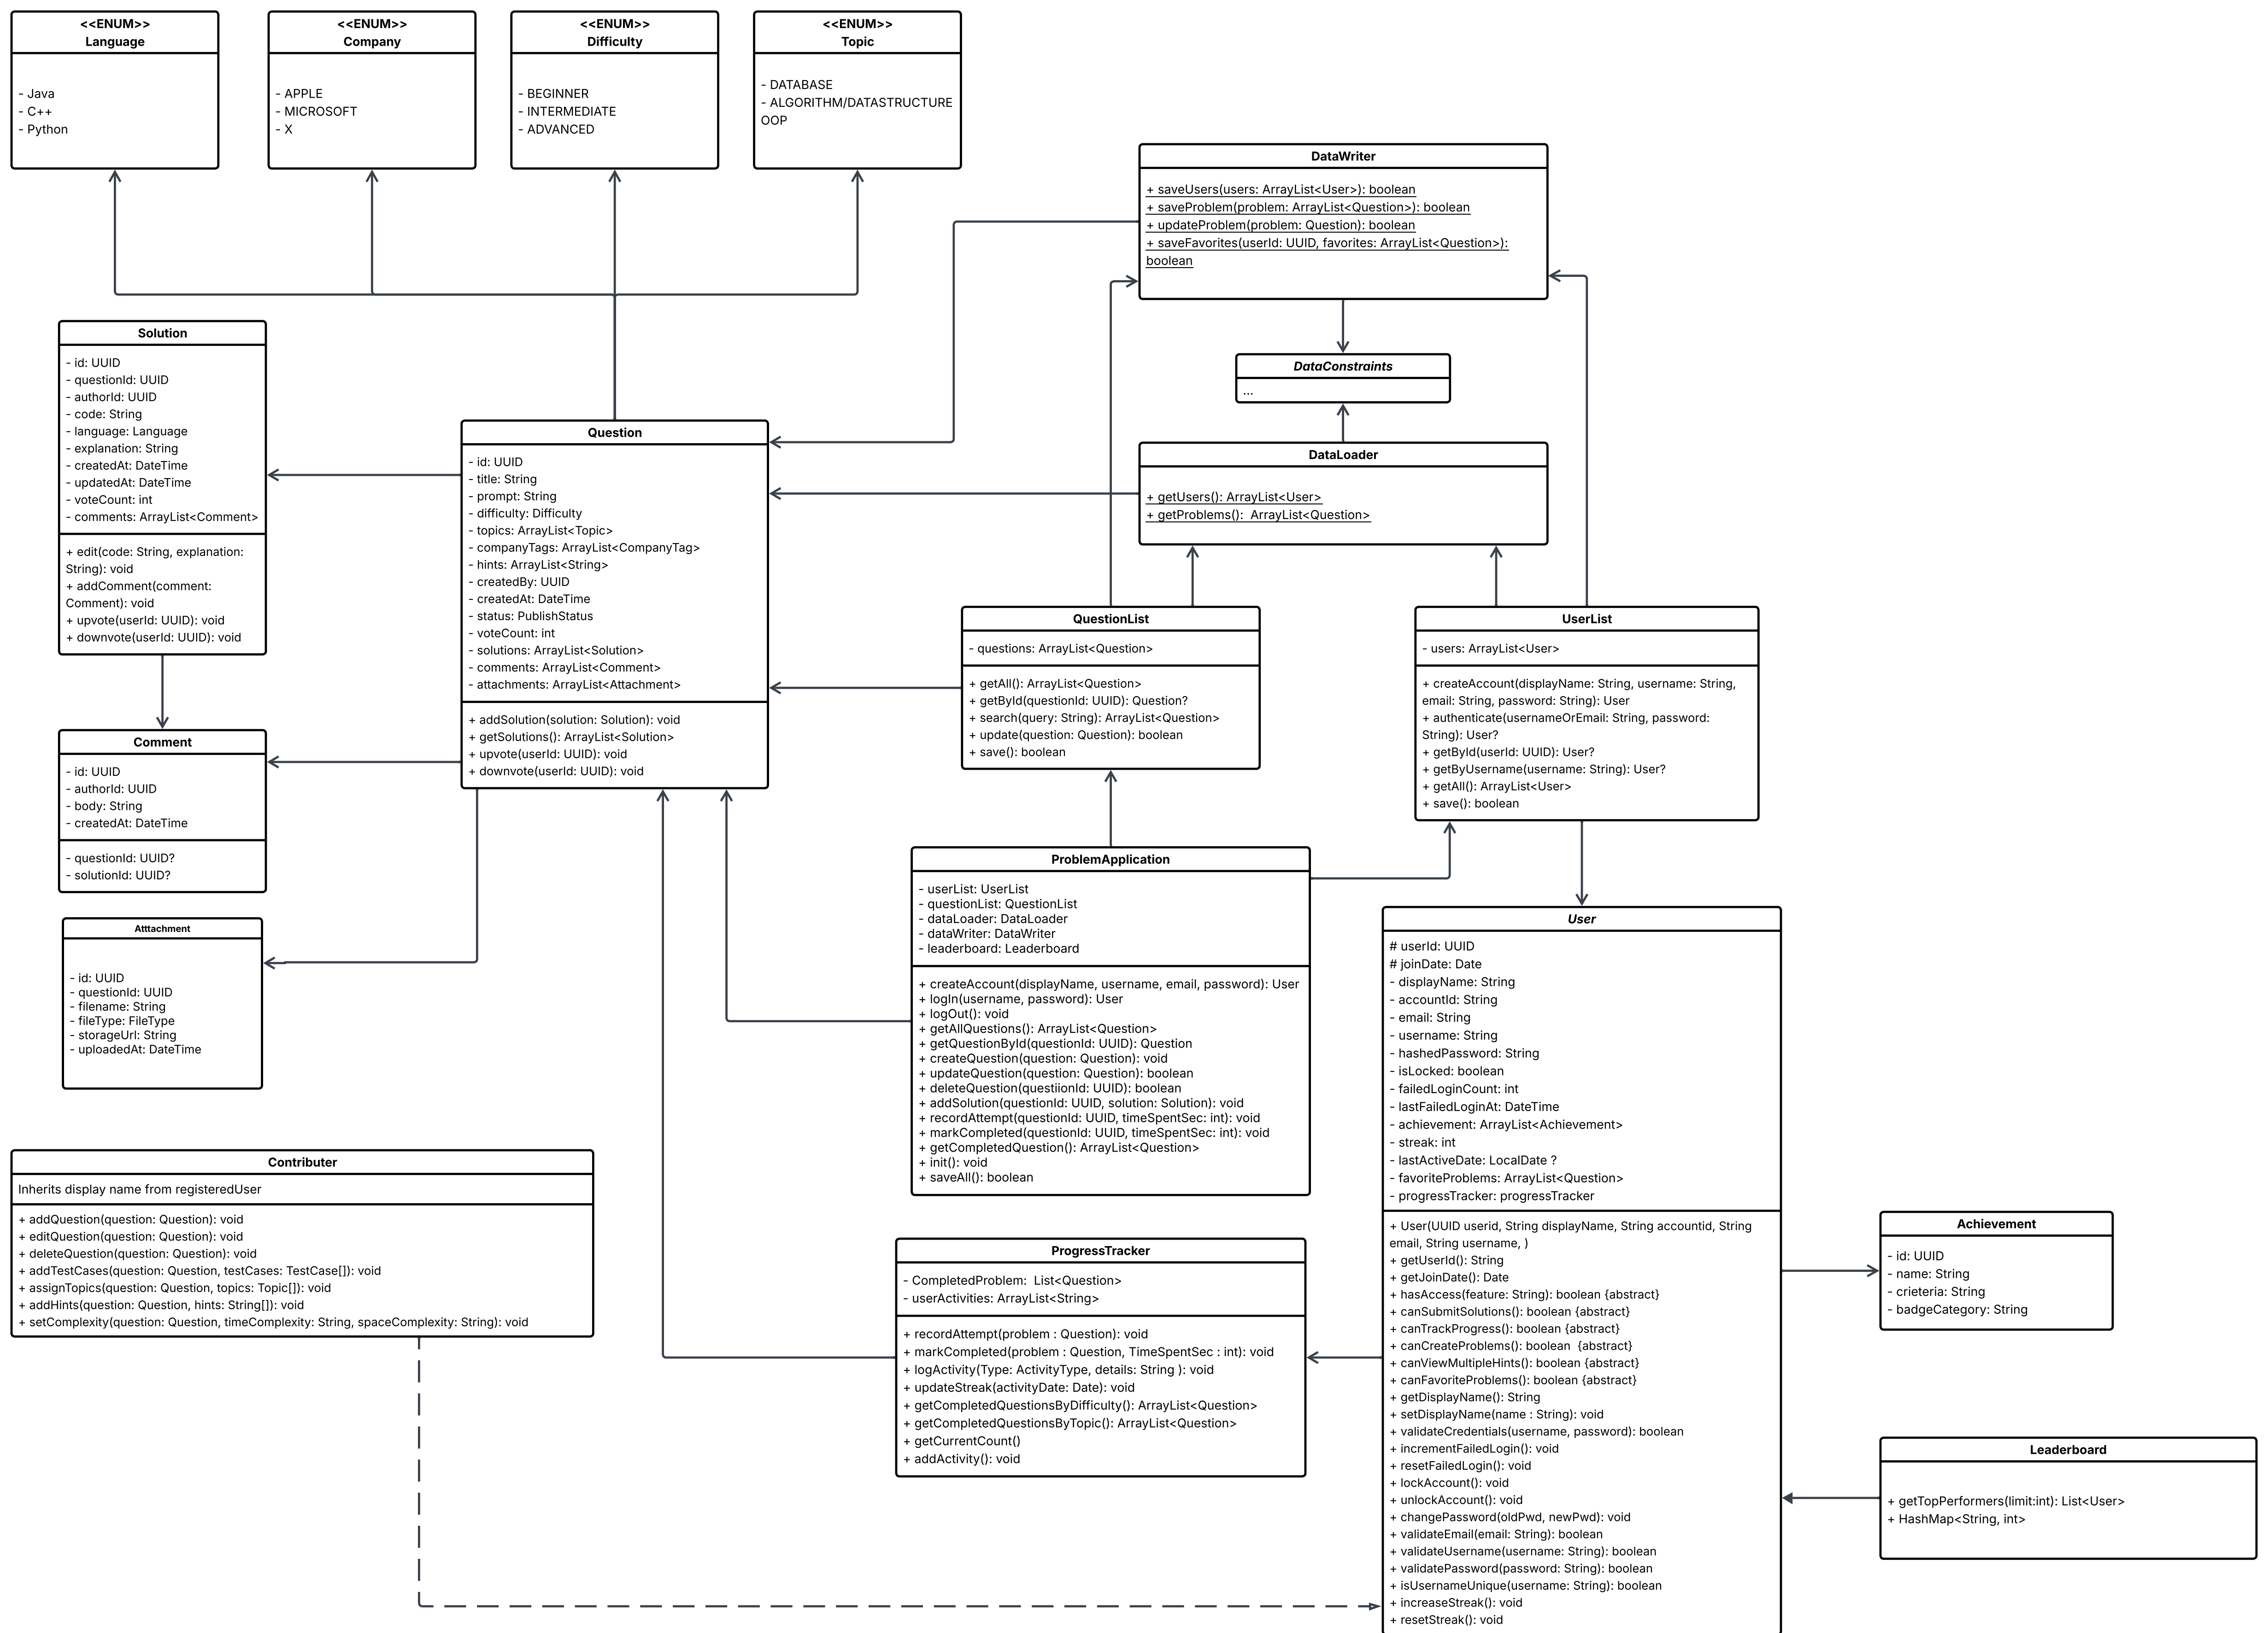 <<ENUM>>
Language
- Java
- C++
- Python
<<ENUM>>
Company
- APPLE
- MICROSOFT
- X
<<ENUM>>
Difficulty
- BEGINNER
- INTERMEDIATE
- ADVANCED
<<ENUM>>
Topic
- DATABASE
- ALGORITHM/DATASTRUCTURE
OOP
DataWriter
+ saveUsers(users: ArrayList<User>): boolean
+ saveProblem(problem: ArrayList<Question>): boolean
+ updateProblem(problem: Question): boolean
+ saveFavorites(userId: UUID, favorites: ArrayList<Question>):
boolean
DataConstraints
...
DataLoader
+ getUsers(): ArrayList<User>
+ getProblems():  ArrayList<Question>
Solution
- id: UUID
- questionId: UUID
- authorId: UUID
- code: String
- language: Language
- explanation: String
- createdAt: DateTime
- updatedAt: DateTime
- voteCount: int
- comments: ArrayList<Comment>
+ edit(code: String, explanation:
String): void
+ addComment(comment:
Comment): void
+ upvote(userId: UUID): void
+ downvote(userId: UUID): void
Question
- id: UUID
- title: String
- prompt: String
- difficulty: Difficulty
- topics: ArrayList<Topic>
- companyTags: ArrayList<CompanyTag>
- hints: ArrayList<String>
- createdBy: UUID
- createdAt: DateTime
- status: PublishStatus
- voteCount: int
- solutions: ArrayList<Solution>
- comments: ArrayList<Comment>
- attachments: ArrayList<Attachment>
+ addSolution(solution: Solution): void
+ getSolutions(): ArrayList<Solution>
+ upvote(userId: UUID): void
+ downvote(userId: UUID): void
QuestionList
- questions: ArrayList<Question>
+ getAll(): ArrayList<Question>
+ getById(questionId: UUID): Question?
+ search(query: String): ArrayList<Question>
+ update(question: Question): boolean
+ save(): boolean
UserList
- users: ArrayList<User>
+ createAccount(displayName: String, username: String,
email: String, password: String): User
+ authenticate(usernameOrEmail: String, password:
String): User?
+ getById(userId: UUID): User?
+ getByUsername(username: String): User?
+ getAll(): ArrayList<User>
+ save(): boolean
Comment
- id: UUID
- authorId: UUID
- body: String
- createdAt: DateTime
- questionId: UUID?
- solutionId: UUID?
Atttachment
- id: UUID
- questionId: UUID
- filename: String
- fileType: FileType
- storageUrl: String
- uploadedAt: DateTime
ProblemApplication
- userList: UserList
- questionList: QuestionList
- dataLoader: DataLoader
- dataWriter: DataWriter
- leaderboard: Leaderboard
+ createAccount(displayName, username, email, password): User
+ logIn(username, password): User
+ logOut(): void
+ getAllQuestions(): ArrayList<Question>
+ getQuestionById(questionId: UUID): Question
+ createQuestion(question: Question): void
+ updateQuestion(question: Question): boolean
+ deleteQuestion(questiionId: UUID): boolean
+ addSolution(questionId: UUID, solution: Solution): void
+ recordAttempt(questionId: UUID, timeSpentSec: int): void
+ markCompleted(questionId: UUID, timeSpentSec: int): void
+ getCompletedQuestion(): ArrayList<Question>
+ init(): void
+ saveAll(): boolean
User
# userId: UUID
# joinDate: Date
- displayName: String
- accountId: String
- email: String
- username: String
- hashedPassword: String
- isLocked: boolean
- failedLoginCount: int
- lastFailedLoginAt: DateTime
- achievement: ArrayList<Achievement>
- streak: int
- lastActiveDate: LocalDate ?
- favoriteProblems: ArrayList<Question>
- progressTracker: progressTracker
+ User(UUID userid, String displayName, String accountid, String
email, String username, )
+ getUserId(): String
+ getJoinDate(): Date
+ hasAccess(feature: String): boolean {abstract}
+ canSubmitSolutions(): boolean {abstract}
+ canTrackProgress(): boolean {abstract}
+ canCreateProblems(): boolean  {abstract}
+ canViewMultipleHints(): boolean {abstract}
+ canFavoriteProblems(): boolean {abstract}
+ getDisplayName(): String
+ setDisplayName(name : String): void
+ validateCredentials(username, password): boolean
+ incrementFailedLogin(): void
+ resetFailedLogin(): void
+ lockAccount(): void
+ unlockAccount(): void
+ changePassword(oldPwd, newPwd): void
+ validateEmail(email: String): boolean
+ validateUsername(username: String): boolean
+ validatePassword(password: String): boolean
+ isUsernameUnique(username: String): boolean
+ increaseStreak(): void
+ resetStreak(): void
Contributer
Inherits display name from registeredUser
+ addQuestion(question: Question): void
+ editQuestion(question: Question): void
+ deleteQuestion(question: Question): void
+ addTestCases(question: Question, testCases: TestCase[]): void
+ assignTopics(question: Question, topics: Topic[]): void
+ addHints(question: Question, hints: String[]): void
+ setComplexity(question: Question, timeComplexity: String, spaceComplexity: String): void
ProgressTracker
- CompletedProblem:  List<Question>
- userActivities: ArrayList<String>
+ recordAttempt(problem : Question): void
+ markCompleted(problem : Question, TimeSpentSec : int): void
+ logActivity(Type: ActivityType, details: String ): void
+ updateStreak(activityDate: Date): void
+ getCompletedQuestionsByDifficulty(): ArrayList<Question>
+ getCompletedQuestionsByTopic(): ArrayList<Question>
+ getCurrentCount()
+ addActivity(): void
Achievement
- id: UUID
- name: String
- crieteria: String
- badgeCategory: String
Leaderboard
+ getTopPerformers(limit:int): List<User>
+ HashMap<String, int>